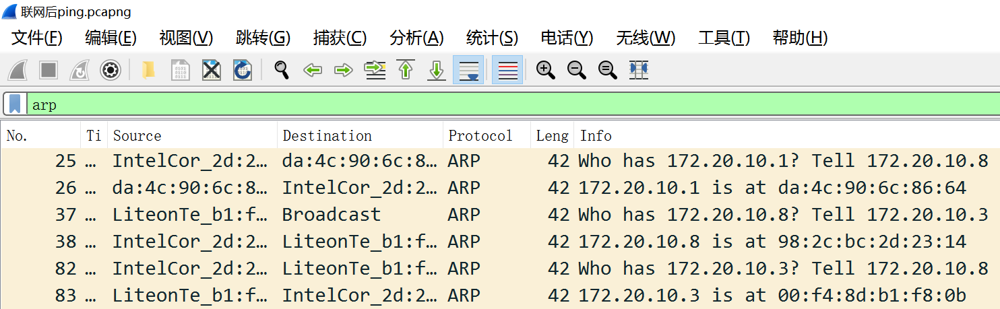 联网后ping.pcapng
文件(F) 编辑(E) 视图(V) 跳转(G) 捕获(C) 分析(A) 统计(S) 电话(Y) 无线(W) 工具(T) 帮助(H)
arp
No. Ti Source Destination Protocol Leng Info
25 … IntelCor_2d:2… da:4c:90:6c:8… ARP 42 Who has 172.20.10.1? Tell 172.20.10.8
26 … da:4c:90:6c:8… IntelCor_2d:2… ARP 42 172.20.10.1 is at da:4c:90:6c:86:64
37 … LiteonTe_b1:f… Broadcast ARP 42 Who has 172.20.10.8? Tell 172.20.10.3
38 … IntelCor_2d:2… LiteonTe_b1:f… ARP 42 172.20.10.8 is at 98:2c:bc:2d:23:14
82 … IntelCor_2d:2… LiteonTe_b1:f… ARP 42 Who has 172.20.10.3? Tell 172.20.10.8
83 … LiteonTe_b1:f… IntelCor_2d:2… ARP 42 172.20.10.3 is at 00:f4:8d:b1:f8:0b